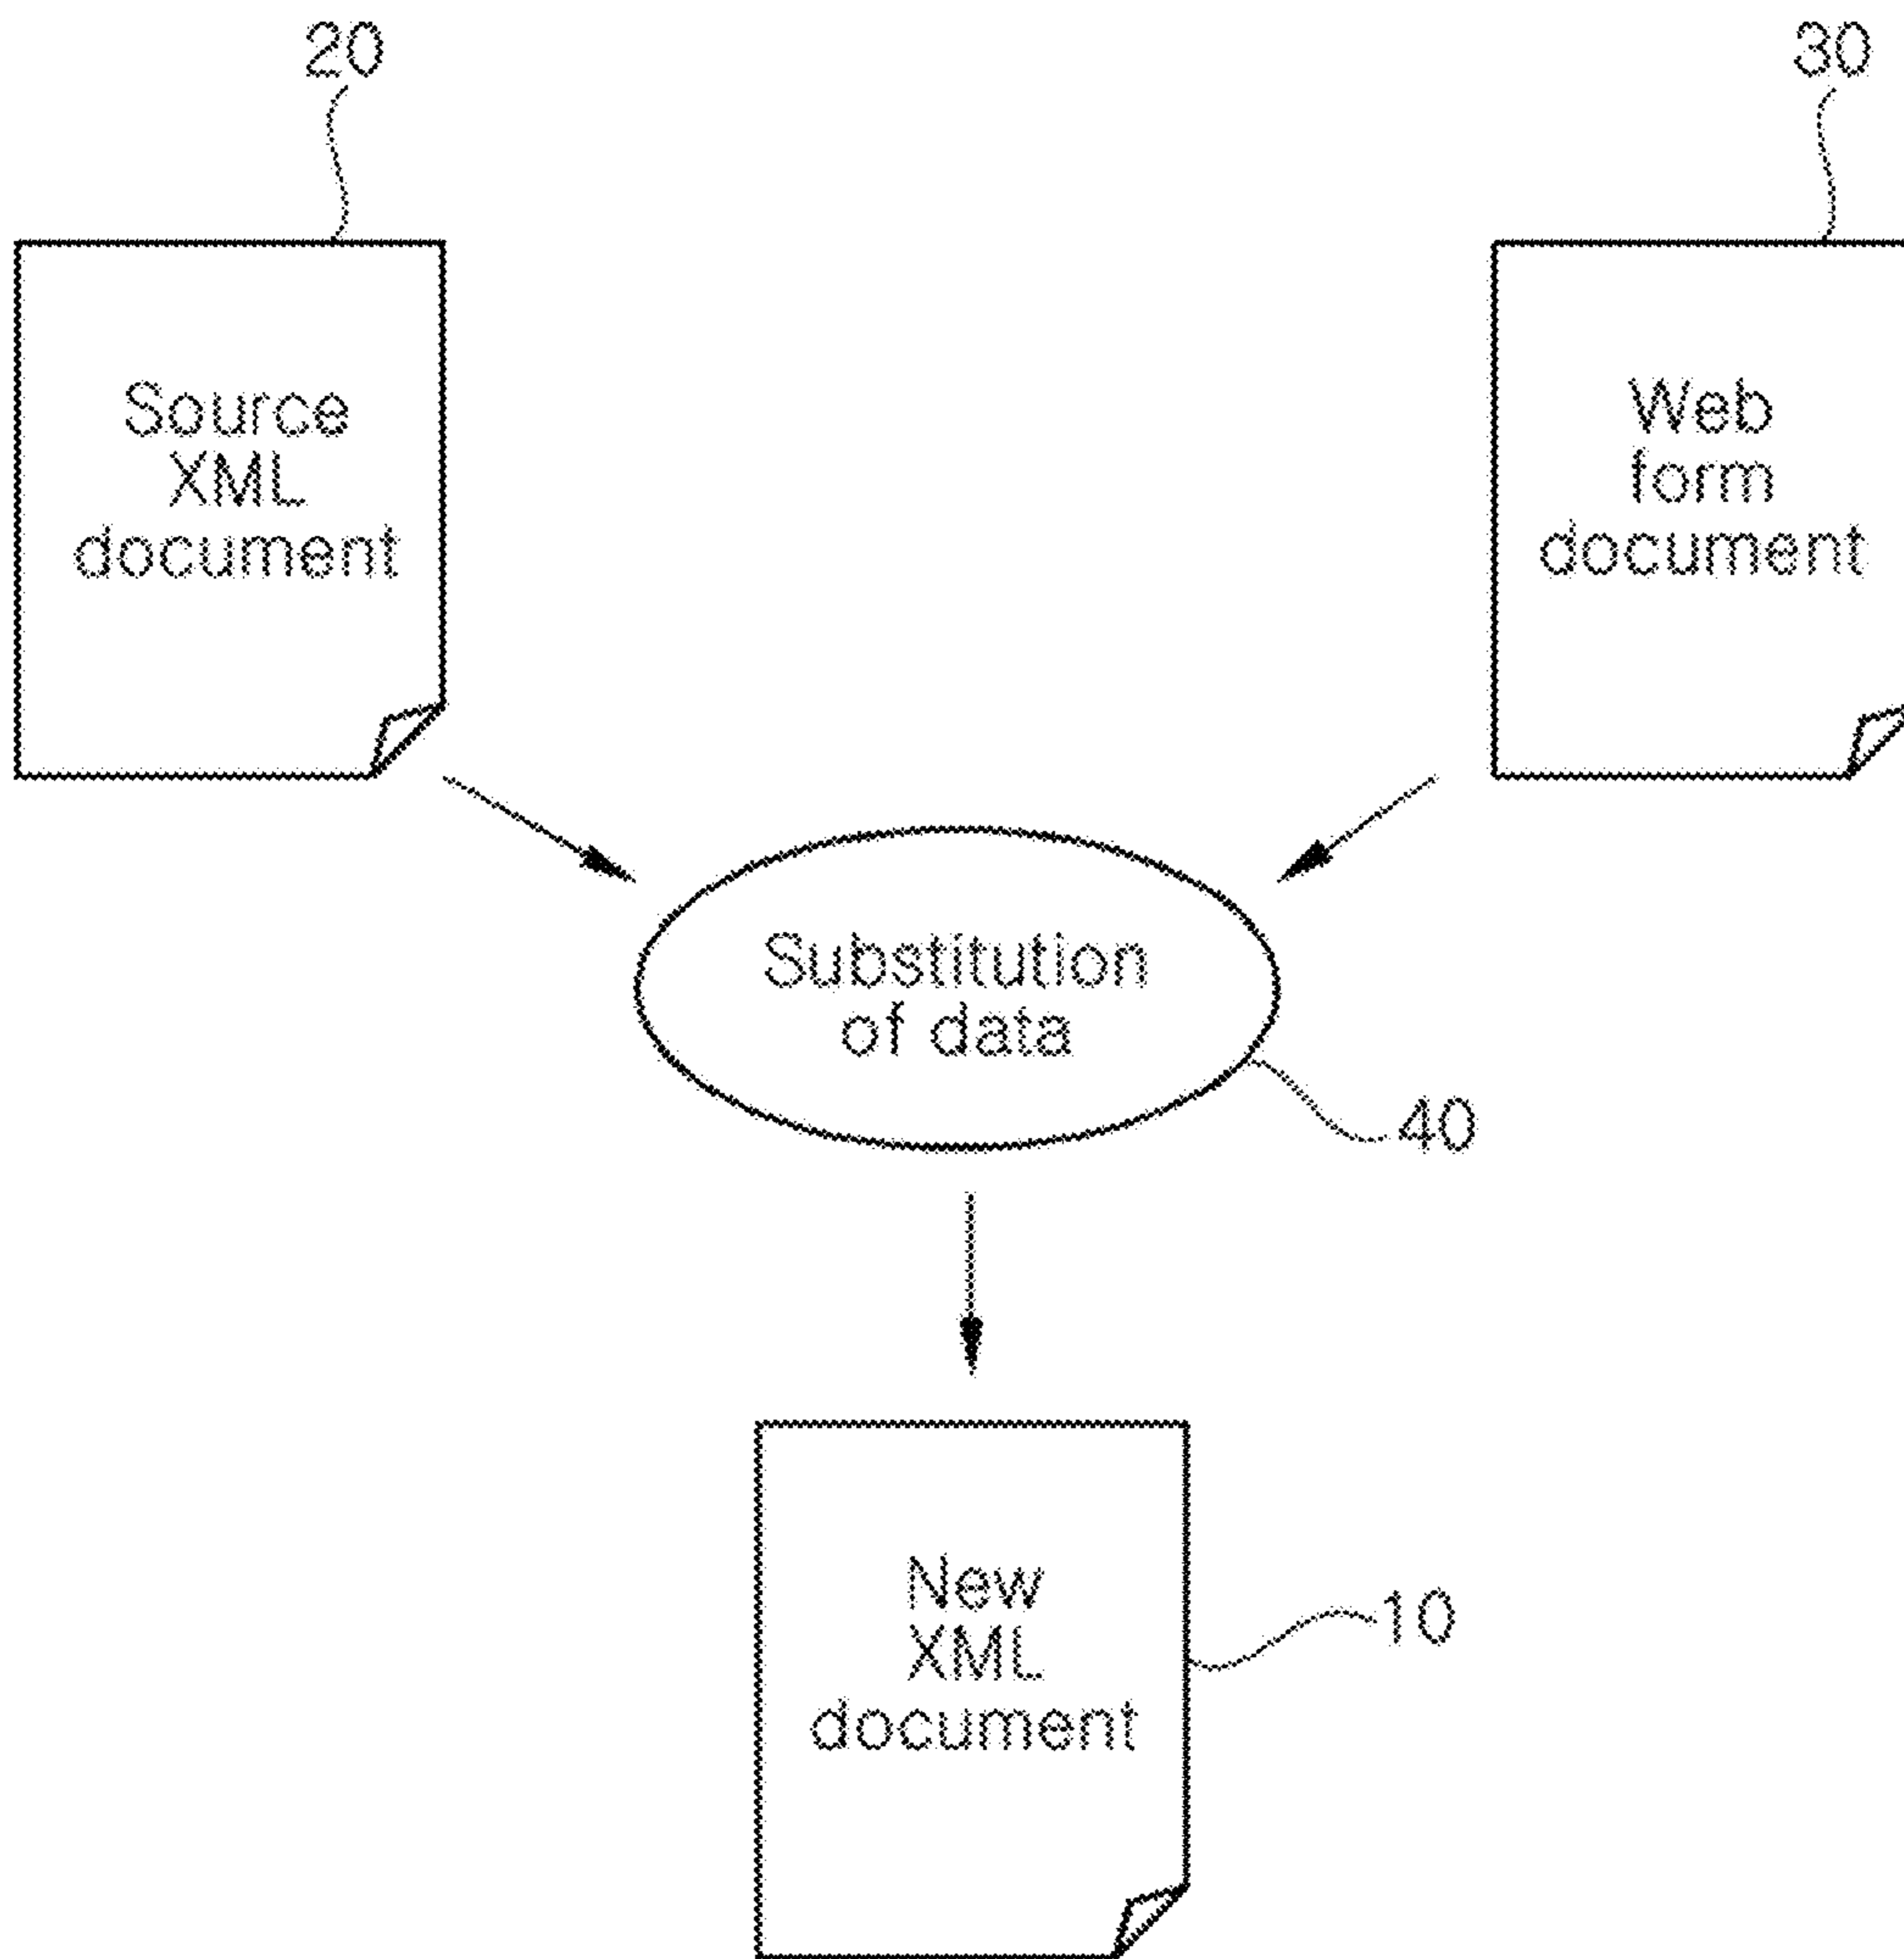 20
30
Source
XML
document
Web
form
document
Substitution
of data
40
New
XML
document
10